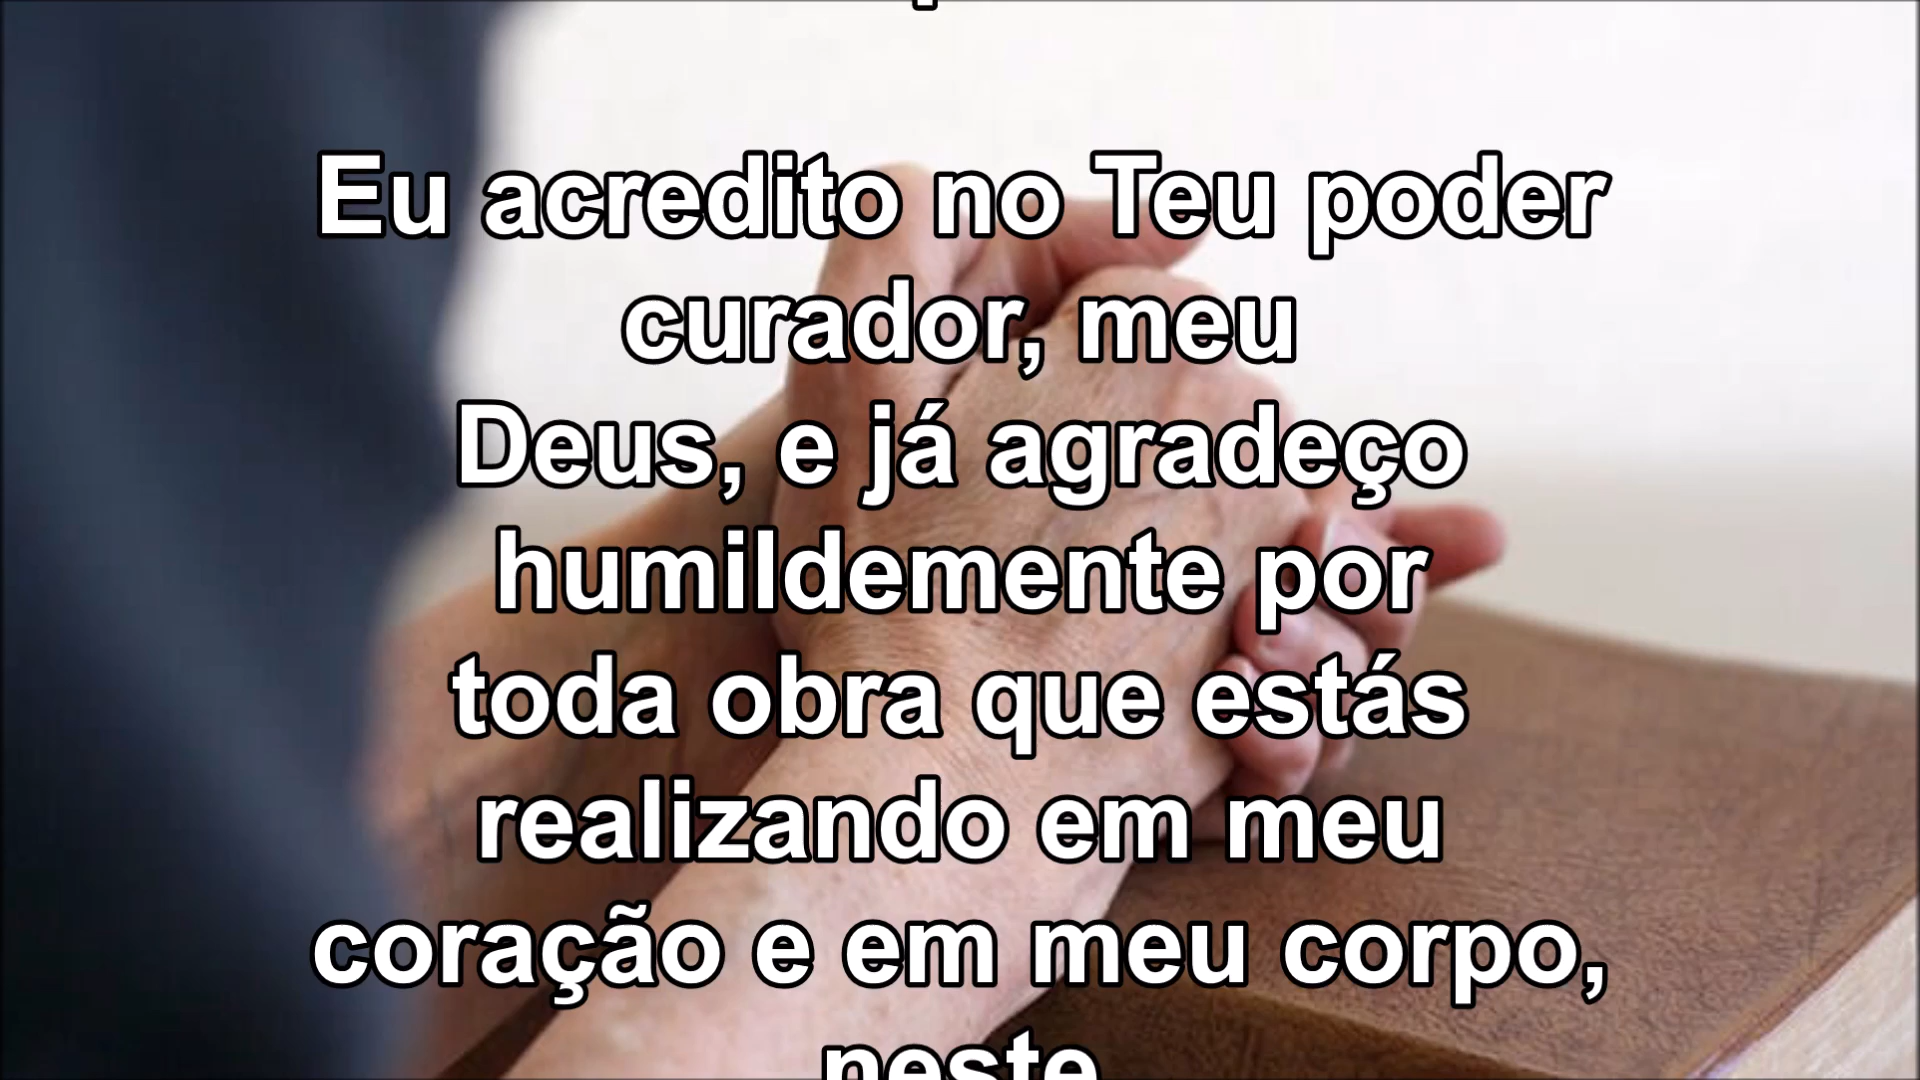 Eu acredito no Teu poder
curador, meu
Deus, e já agradeço
humildemente por
toda obra que estás
realizando em meu
coração e em meu corpo,
neste